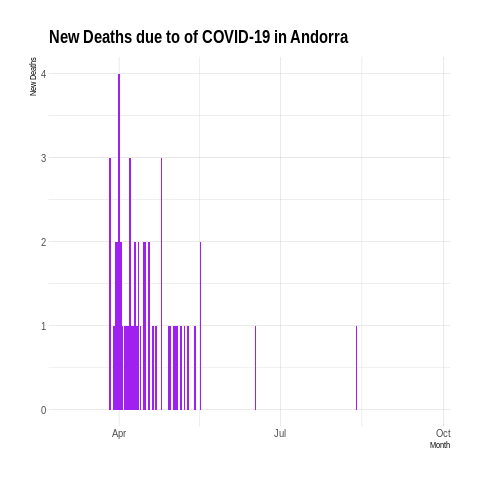 New Deaths due to of COVID-19 in Andorra
New Deaths
4
3
2
1
0
Apr
Jul
Oct
Month